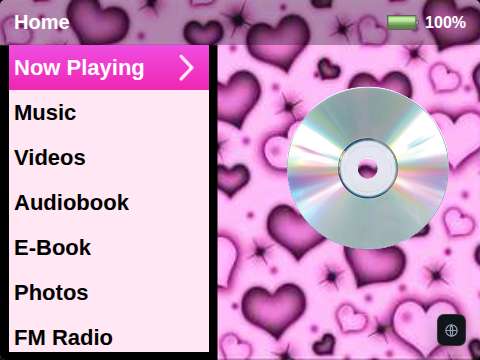 Home
100%
Now Playing
Music
Videos
Audiobook
E-Book
Photos
FM Radio